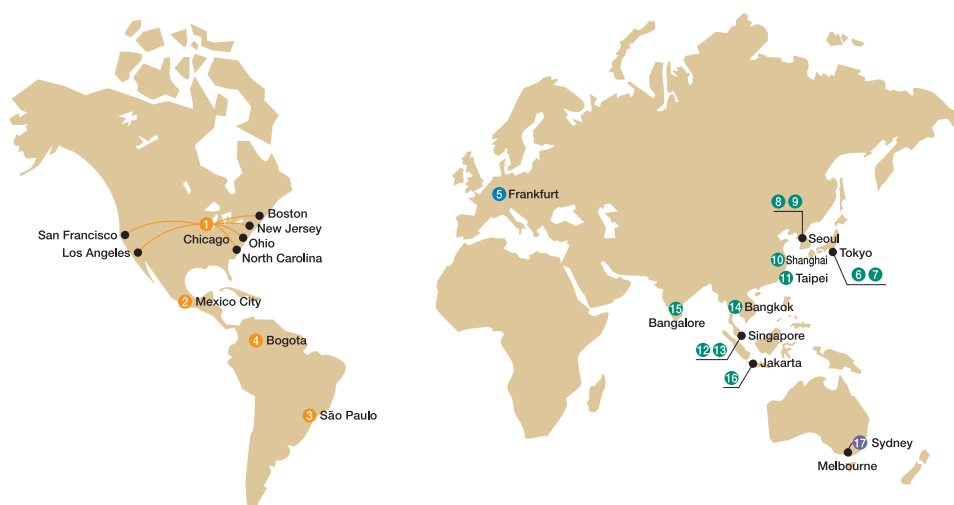 Boston
1
New Jersey
San Francisco
Chicago
Ohio
Los Angeles
North Carolina
2 Mexico City
4 Bogota
3 São Paulo
5 Frankfurt
8 9
Seoul
Tokyo
10 Shanghai
6 7
11 Taipei
15
Bangalore
14 Bangkok
Singapore
12 13
Jakarta
16
17 Sydney
Melbourne